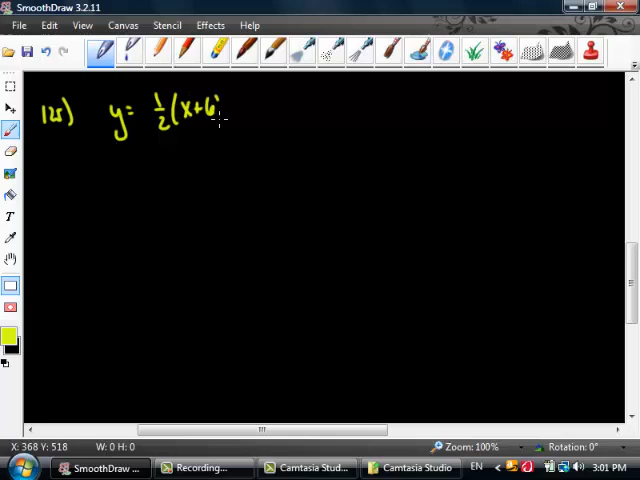 SmoothDraw 3.2.11
File Edit View Canvas Stencil Effects Help
125) y= 1/2 (x+6)
X: 368 Y: 518 W: 0 H: 0 Zoom: 100% Rotation: 0°
SmoothDraw ... Recording... Camtasia Stud... Camtasia Studio EN 3:01 PM